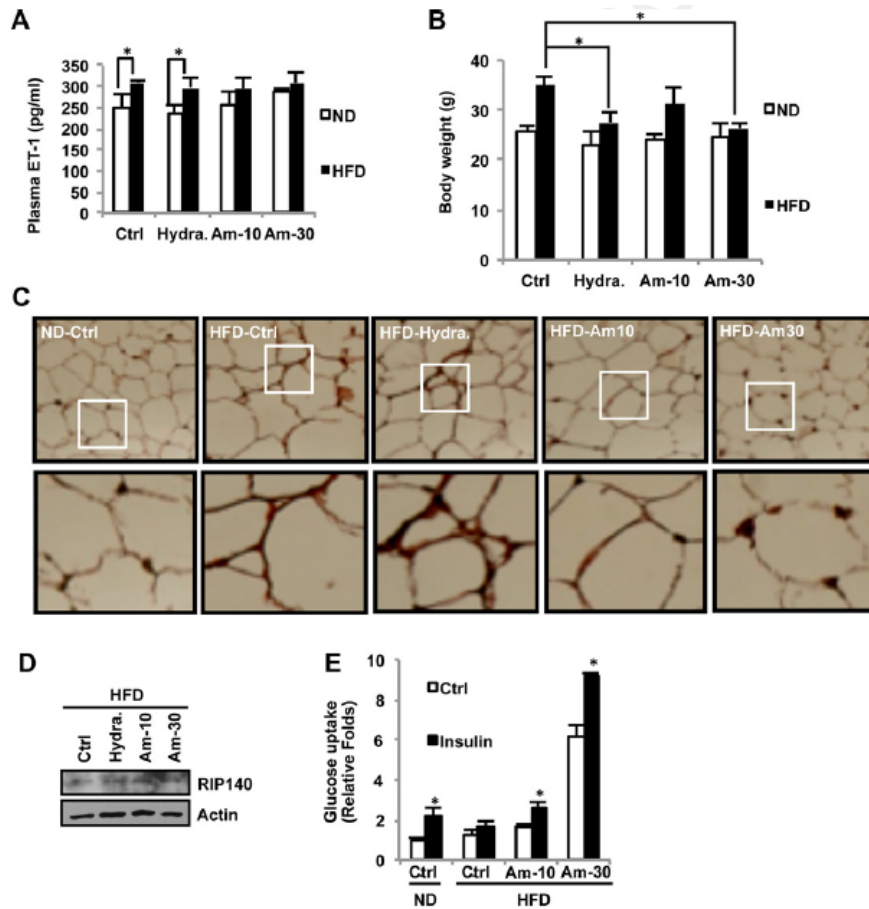 A
Plasma ET-1 (pg/ml)
350
300
250
200
150
100
50
0
* *
Ctrl Hydra. Am-10 Am-30
ND
HFD
B
Body weight (g)
40
30
20
10
0
*
*
Ctrl Hydra. Am-10 Am-30
ND
HFD
C
ND-Ctrl HFD-Ctrl HFD-Hydra. HFD-Am10 HFD-Am30
D
HFD
Ctrl Hydra. Am-10 Am-30
RIP140
Actin
E
Glucose uptake
(Relative Folds)
10
8
6
4
2
0
Ctrl
Insulin
* * *
Ctrl Ctrl Am-10 Am-30
ND HFD